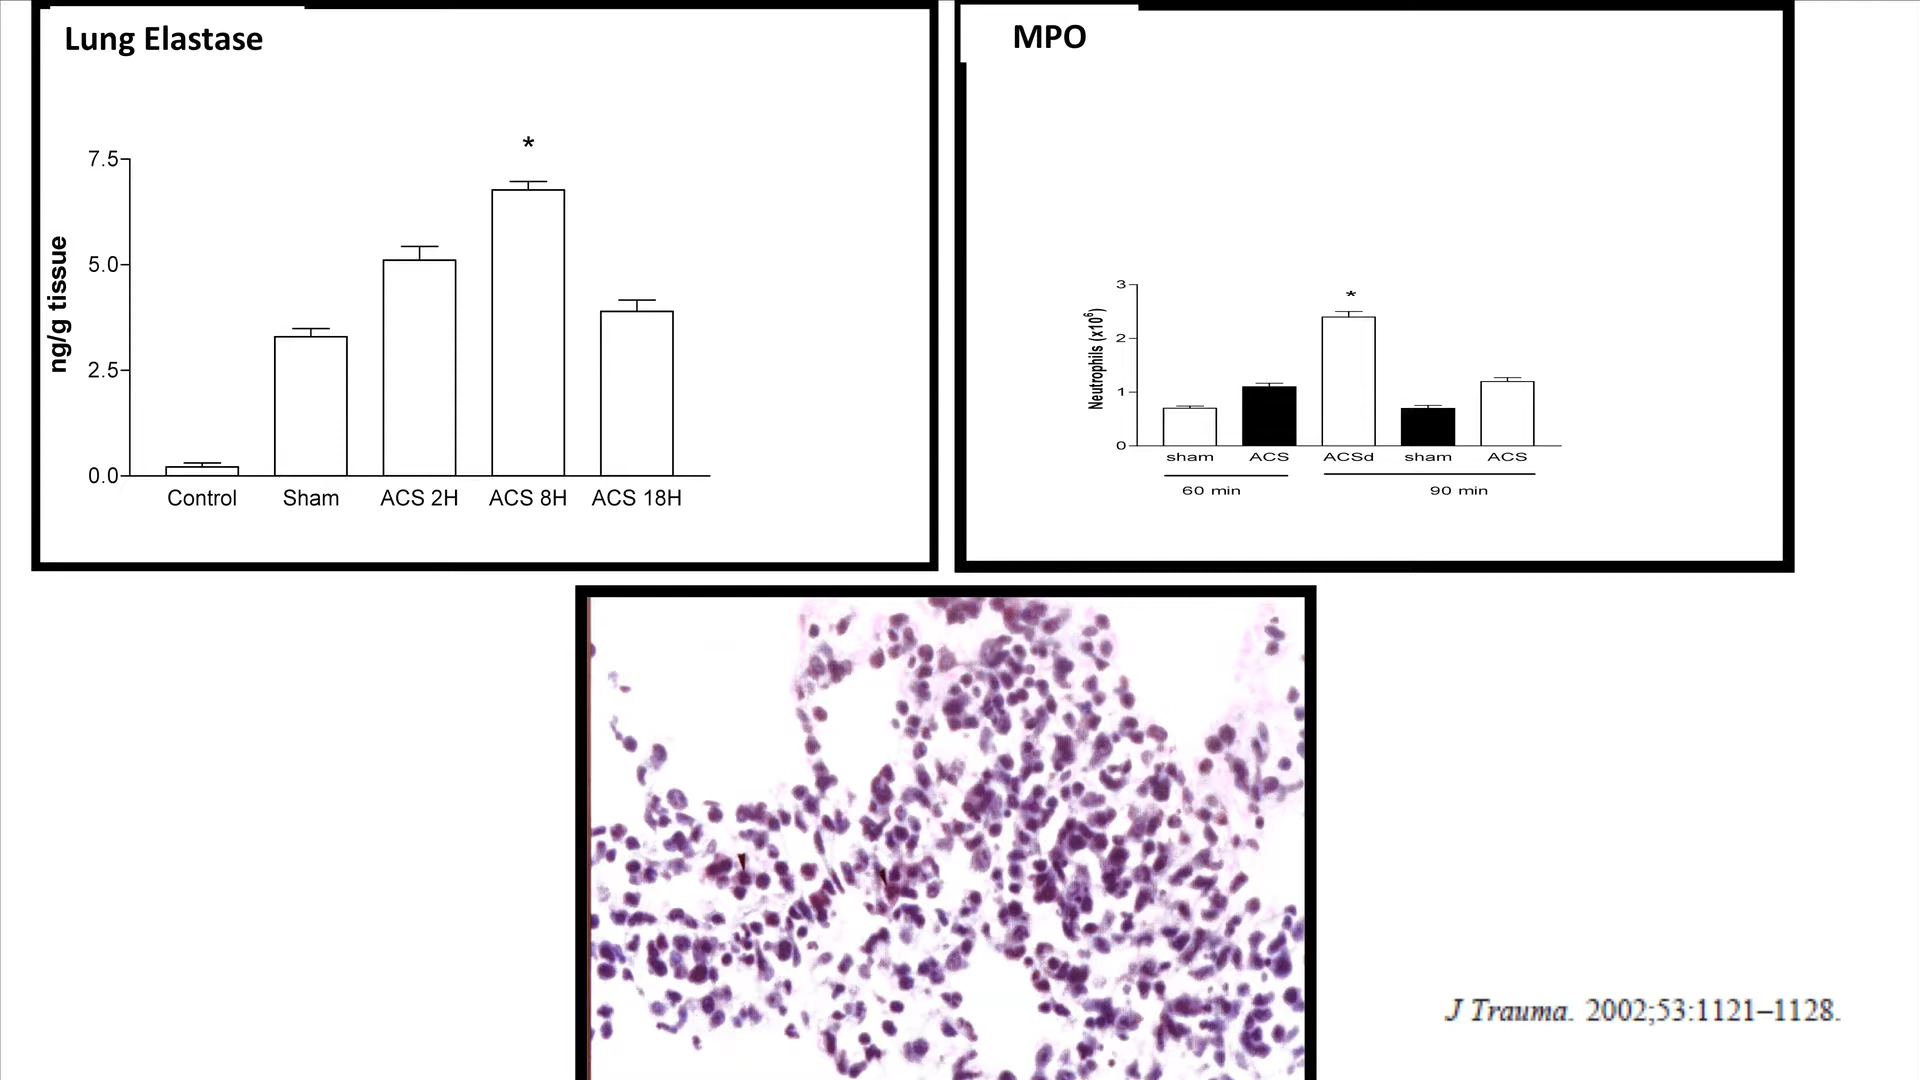 Lung Elastase
*
7.5
5.0
2.5
0.0
ng/g tissue
Control Sham ACS 2H ACS 8H ACS 18H
MPO
*
3
2
1
0
Neutrophils (x10⁶)
sham ACS ACSd sham ACS
60 min 90 min
J Trauma. 2002;53:1121–1128.